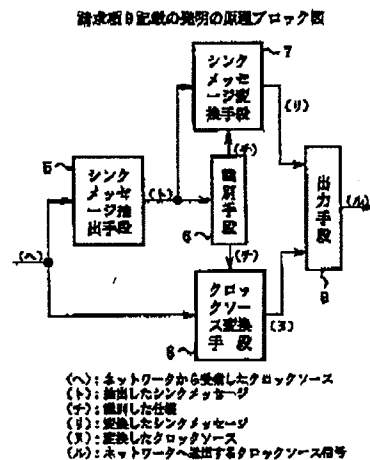 請求項9記載の発明の原理ブロック図
7
シンク
メッセ
ージ変
換手段
(リ)
5
シンク
メッセ
ージ抽
出手段
(ト)
(チ)
識別手段
6
(チ)
出力手段
(ル)
9
(ヘ)
クロッ
クソー
ス変換
手段
8
(ヌ)
(ヘ):ネットワークから受信したクロックソース
(ト):抽出したシンクメッセージ
(チ):識別した仕様
(リ):変換したシンクメッセージ
(ヌ):変換したクロックソース
(ル):ネットワークへ送出するクロックソース信号